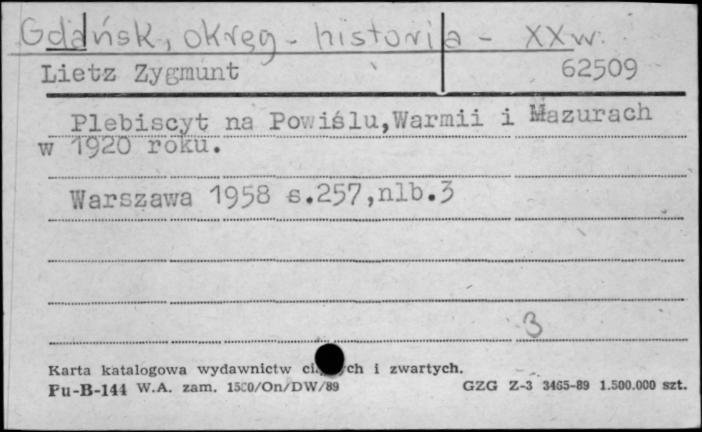 Gdańsk, okręg - historia - XX w.
Lietz Zygmunt 62509
Plebiscyt na Powiślu,Warmii i Mazurach
w 1920 roku.
Warszawa 1958 s.257,nlb.3
3
Karta katalogowa wydawnictw ch i zwartych.
Pu-B-144 W.A. zam. 1500/On/DW/89 GZG Z-3 3465-89 1.500.000 szt.